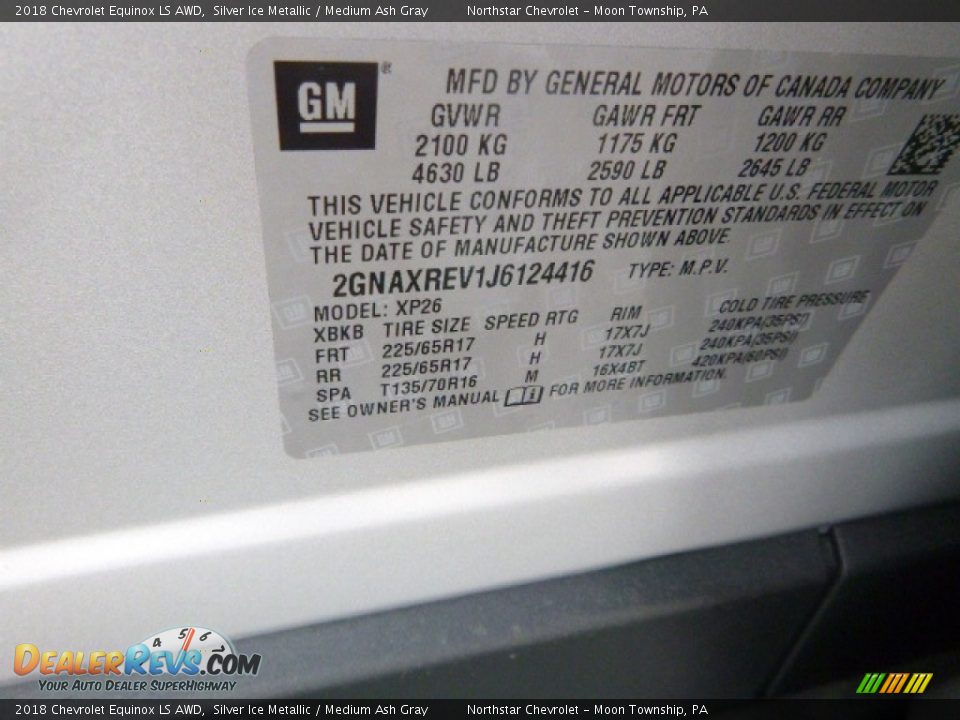 2018 Chevrolet Equinox LS AWD, Silver Ice Metallic / Medium Ash Gray Northstar Chevrolet - Moon Township, PA
GM ®
MFD BY GENERAL MOTORS OF CANADA COMPANY
GVWR GAWR FRT GAWR RR
2100 KG 1175 KG 1200 KG
4630 LB 2590 LB 2645 LB
THIS VEHICLE CONFORMS TO ALL APPLICABLE U.S. FEDERAL MOTOR
VEHICLE SAFETY AND THEFT PREVENTION STANDARDS IN EFFECT ON
THE DATE OF MANUFACTURE SHOWN ABOVE.
2GNAXREV1J6124416 TYPE: M.P.V.
MODEL: XP26
XBKB TIRE SIZE SPEED RTG RIM COLD TIRE PRESSURE
FRT 225/65R17 H 17X7J 240KPA(35PSI)
RR 225/65R17 H 17X7J 240KPA(35PSI)
SPA T135/70R16 M 16X4BT 420KPA(60PSI)
SEE OWNER'S MANUAL FOR MORE INFORMATION.
4 5 6 7
DealerRevs.com
Your Auto Dealer SuperHighway
2018 Chevrolet Equinox LS AWD, Silver Ice Metallic / Medium Ash Gray Northstar Chevrolet - Moon Township, PA